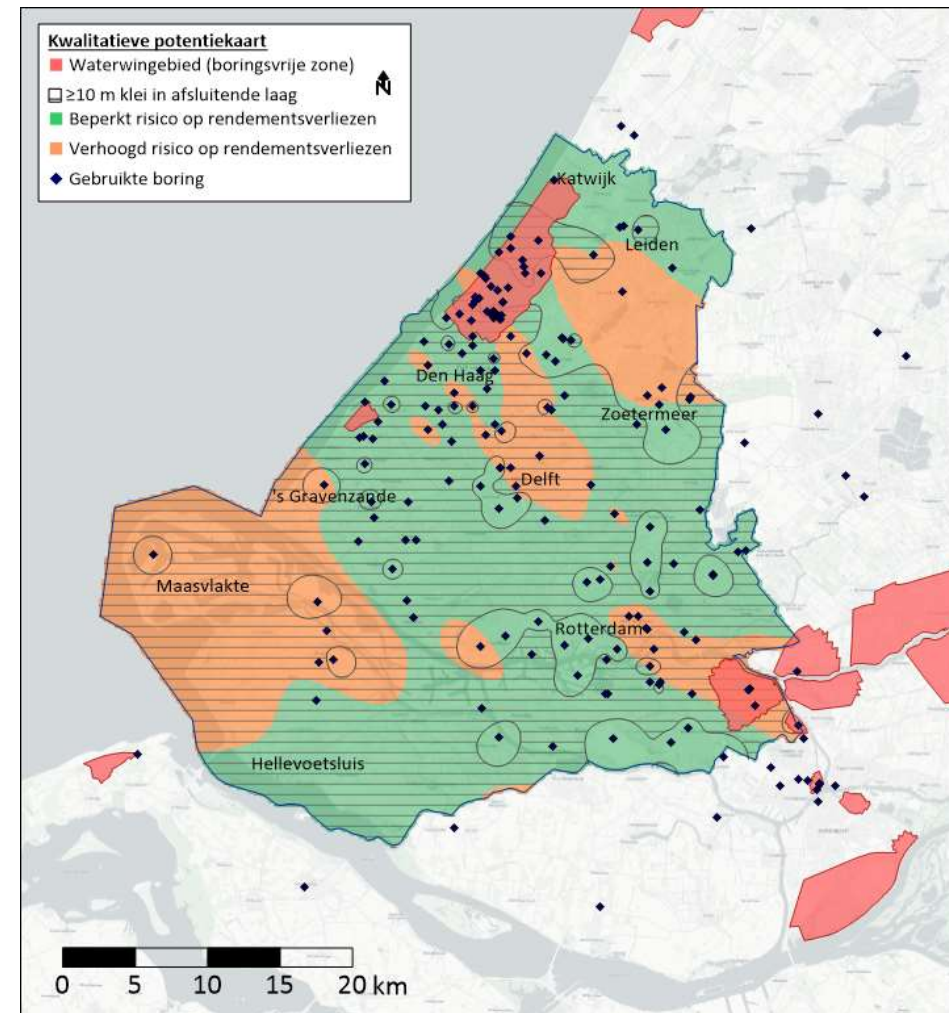 Kwalitatieve potentiekaart
Waterwingebied (boringsvrije zone)
N
≥10 m klei in afsluitende laag
Beperkt risico op rendementsverliezen
Verhoogd risico op rendementsverliezen
Gebruikte boring
Katwijk
Leiden
Den Haag
Zoetermeer
Delft
's Gravenzande
Maasvlakte
Rotterdam
Hellevoetsluis
0 5 10 15 20 km